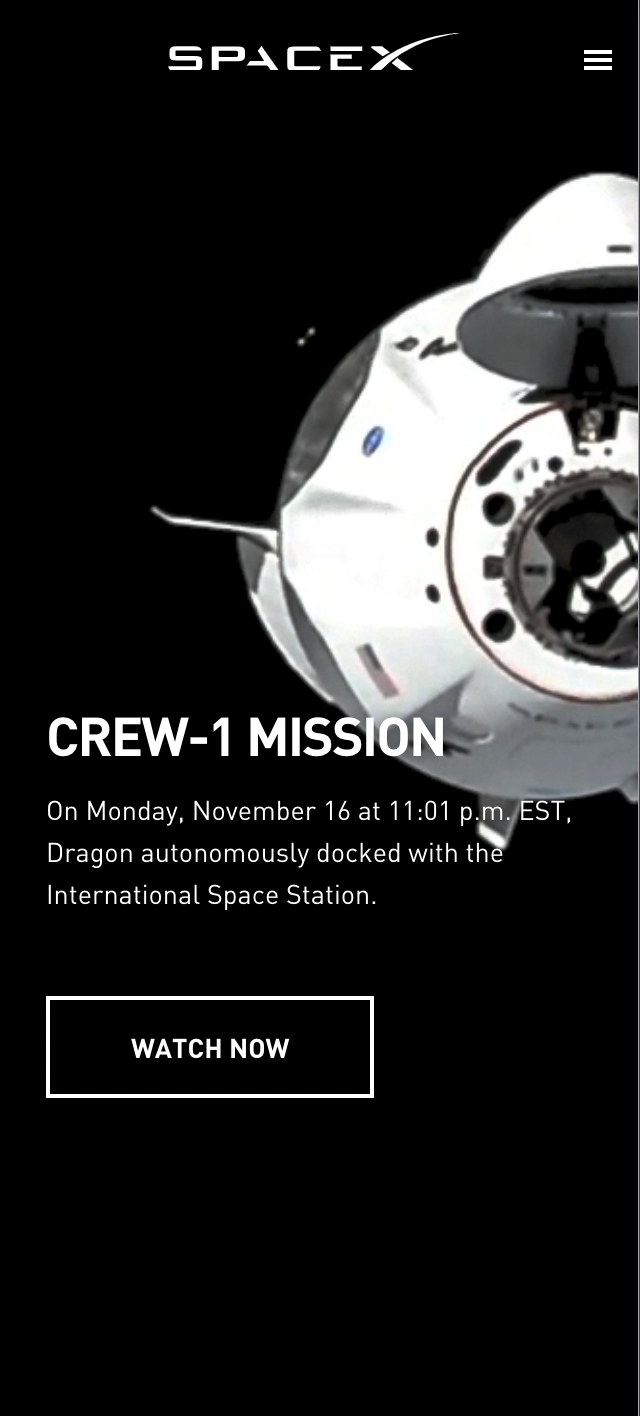 SPACEX
CREW-1 MISSION
On Monday, November 16 at 11:01 p.m. EST,
Dragon autonomously docked with the
International Space Station.
WATCH NOW